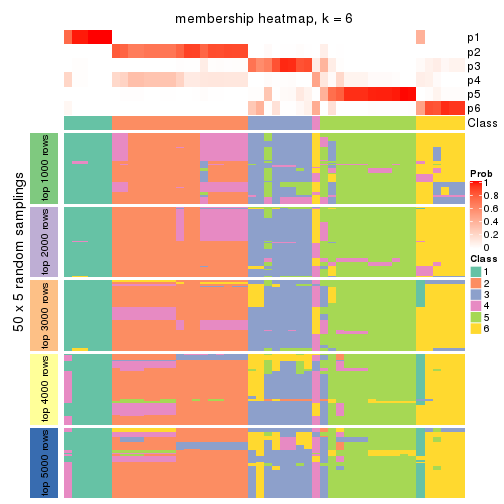 membership heatmap, k = 6
p1
p2
p3
p4
p5
p6
Class
50 x 5 random samplings
top 1000 rows
top 2000 rows
top 3000 rows
top 4000 rows
top 5000 rows
Prob
1
0.8
0.6
0.4
0.2
0
Class
1
2
3
4
5
6